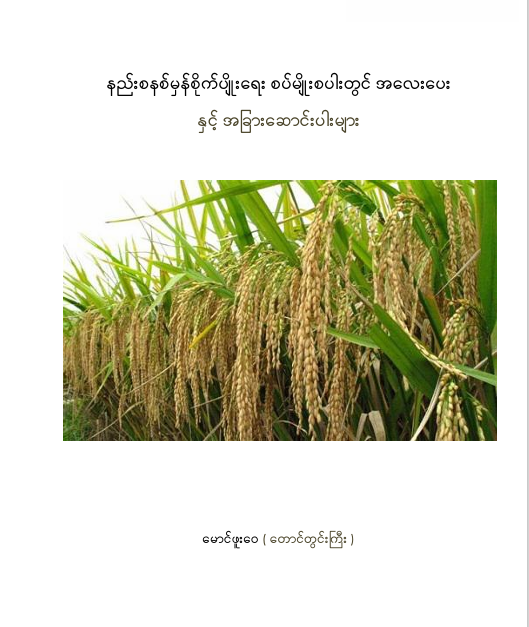 နည်းစနစ်မှန်စိုက်ပျိုးရေး စပ်မျိုးစပါးတွင် အလေးပေး
နှင့် အခြားဆောင်းပါးများ
မောင်ဖူးဝေ ( တောင်တွင်းကြီး )